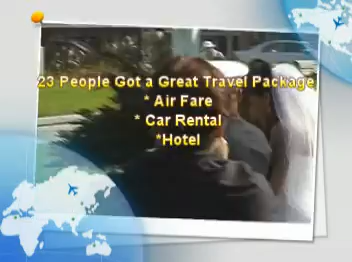 23 People Got a Great Travel Package
* Air Fare
* Car Rental
*Hotel